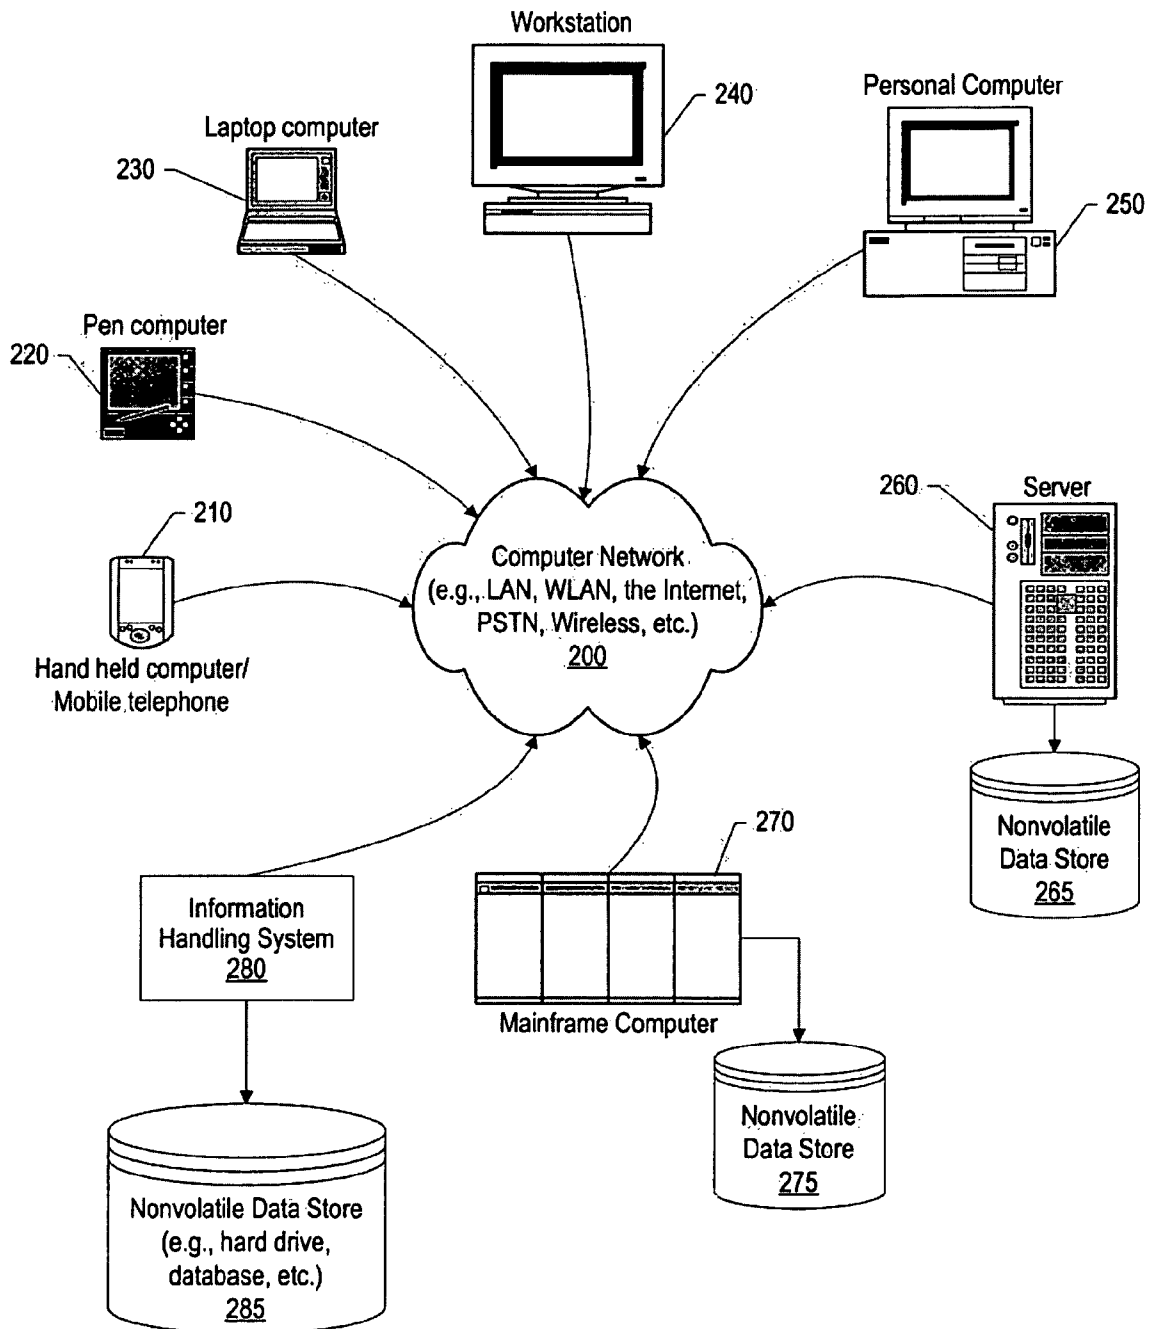 Workstation
240
Personal Computer
250
Laptop computer
230
Pen computer
220
210
Hand held computer/
Mobile telephone
Computer Network
(e.g., LAN, WLAN, the Internet,
PSTN, Wireless, etc.)
200
260
Server
Nonvolatile
Data Store
265
270
Mainframe Computer
Nonvolatile
Data Store
275
Information
Handling System
280
Nonvolatile Data Store
(e.g., hard drive,
database, etc.)
285